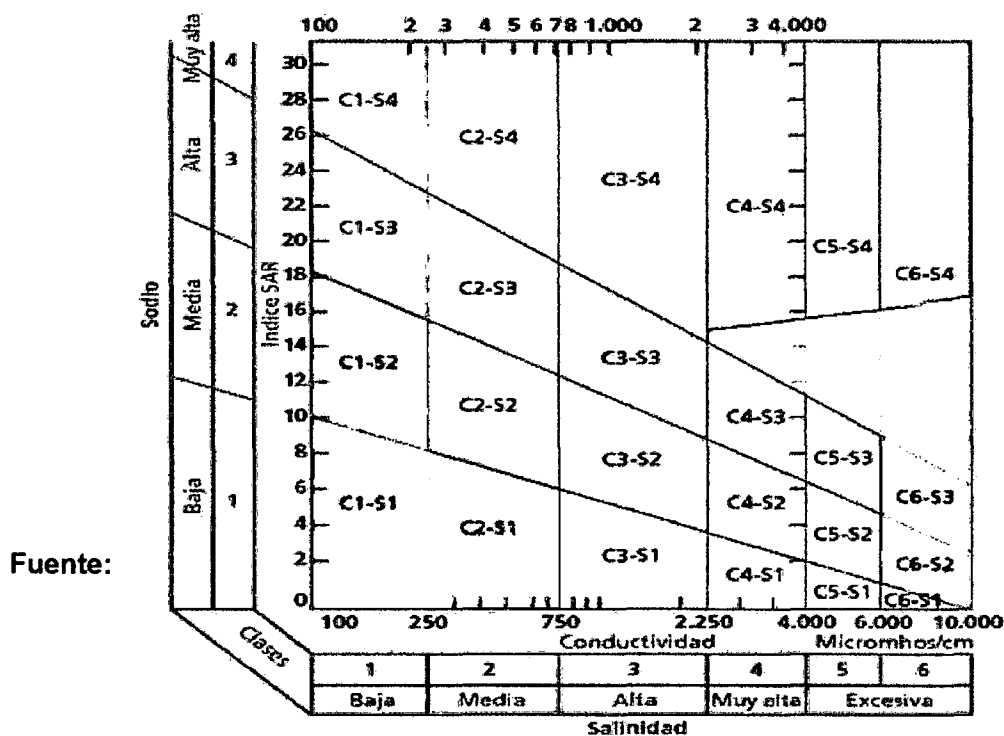 100 2 3 4 5 6 7 8 1.000 2 3 4.000
Muy alta 4
30
28 C1-S4
26 C2-S4
Alta 3
24 C3-S4
22 C4-S4
C1-S3
20 C5-S4
C6-S4
Sodio
Media 2
Indice SAR
18 C2-S3
16
14 C3-S3
C1-S2
12
C2-S2 C4-S3
10
8 C3-S2 C5-S3
Baja 1
6 C4-S2 C6-S3
C1-S1
4 C2-S1 C5-S2
Fuente:
2 C3-S1 C4-S1 C6-S2
C5-S1 C6-S1
0
100 250 750 2.250 4.000 6.000 10.000
Conductividad Micromhos/cm
Clases
1 2 3 4 5 6
Baja Media Alta Muy alta Excesiva
Salinidad